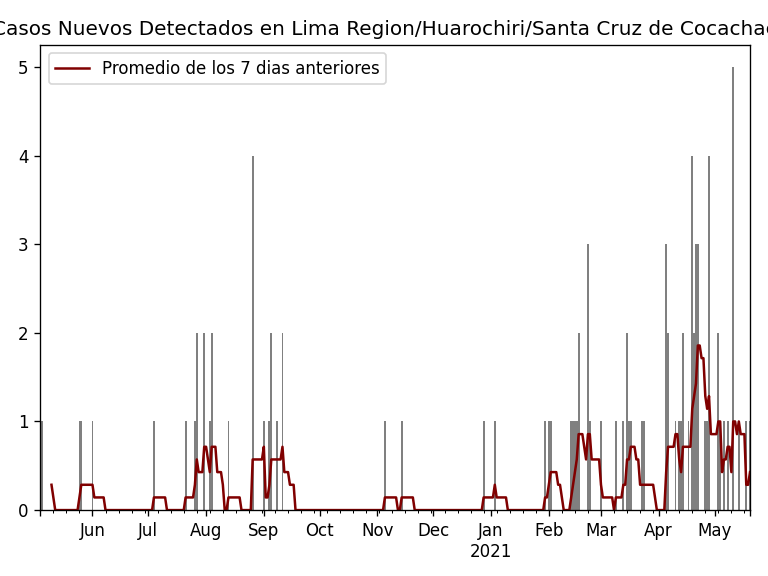 Casos Nuevos Detectados en Lima Region/Huarochiri/Santa Cruz de
Promedio de los 7 dias anteriores
5
4
3
2
1
0
Jun Jul Aug Sep Oct Nov Dec Jan Feb Mar Apr May
2021